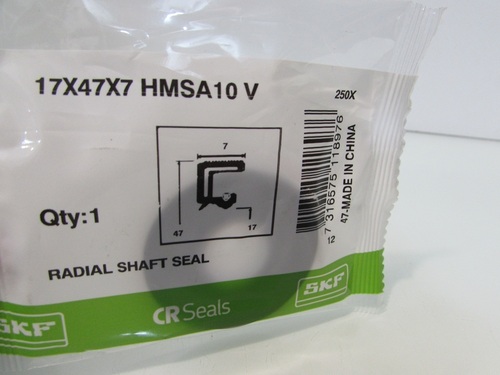 17X47X7 HMSA10 V
250X
7
47
17
Qty:1
RADIAL SHAFT SEAL
7 316575 118976
12
47-MADE IN CHINA
SKF
CR Seals
SKF